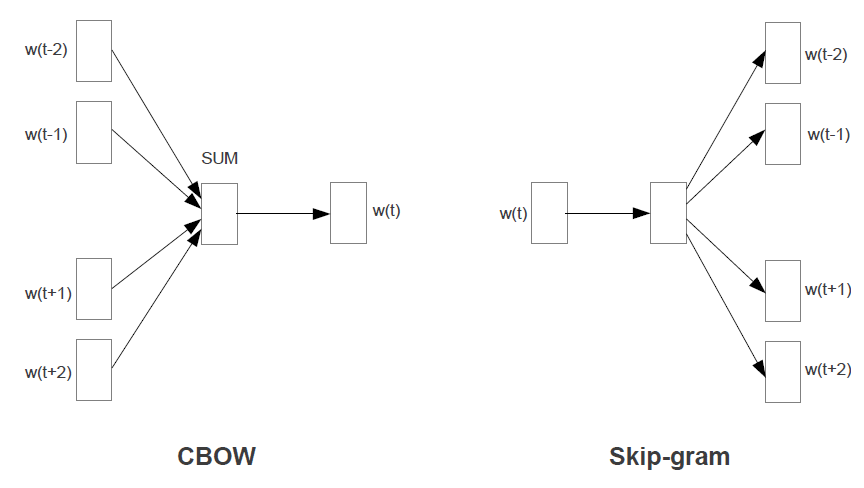 w(t-2)
w(t-1)
SUM
w(t)
w(t+1)
w(t+2)
CBOW
w(t-2)
w(t-1)
w(t)
w(t+1)
w(t+2)
Skip-gram